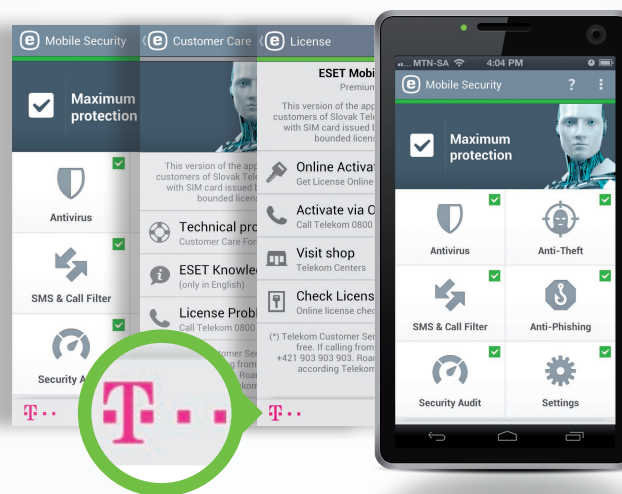 e Mobile Security
Maximum
protection
Antivirus
SMS & Call Filter
Security A
T··
e Customer Care
This version of the app
customers of Slovak Tele
with SIM card issued
bounded licens
Technical pro
Customer Care For
ESET Knowle
(only in English)
License Probl
Call Telekom 0800
T··
e License
ESET Mobi
Premium
This version of the app
customers of Slovak Tele
with SIM card issued
bounded licens
Online Activat
Get License Online
Activate via O
Call Telekom 0800
Visit shop
Telekom Centers
Check Licens
Online license chec
(*) Telekom Customer Ser
free. If calling from
+421 903 903 903. Roa
according Telekom
T··
MTN-SA 4:04 PM
e Mobile Security ?
Maximum
protection
Antivirus Anti-Theft
SMS & Call Filter Anti-Phishing
Security Audit Settings